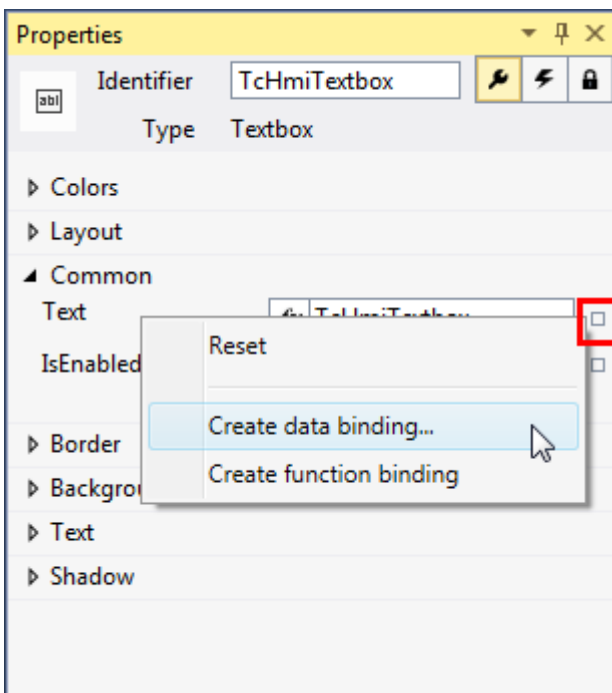 Properties
Identifier TcHmiTextbox
abl
Type Textbox
Colors
Layout
Common
Text
Reset
IsEnabled
Create data binding...
Border
Create function binding
Text
Shadow